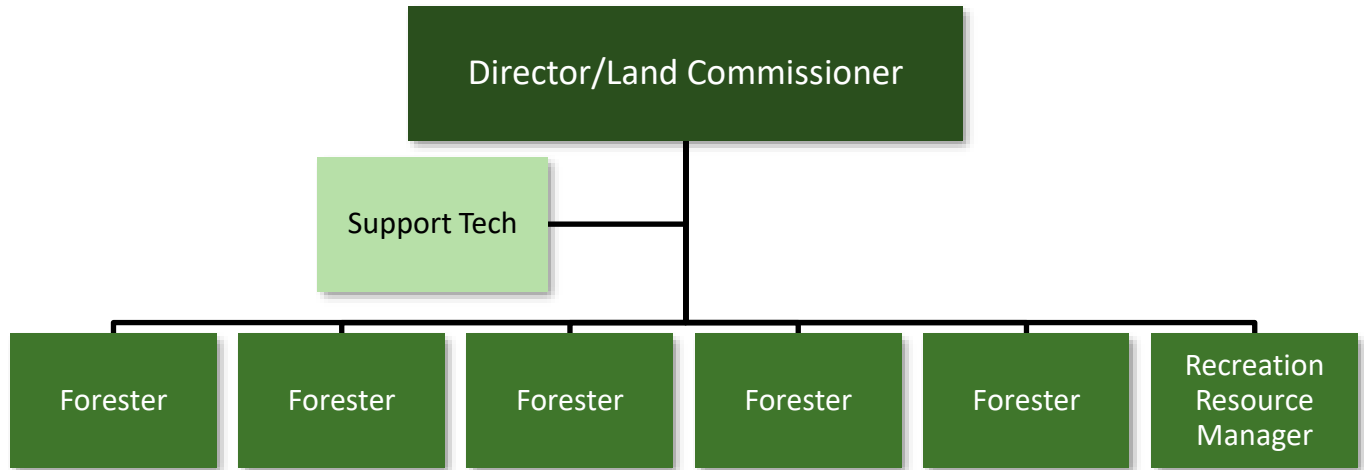 Director/Land Commissioner
Support Tech
Forester
Forester
Forester
Forester
Forester
Recreation
Resource
Manager